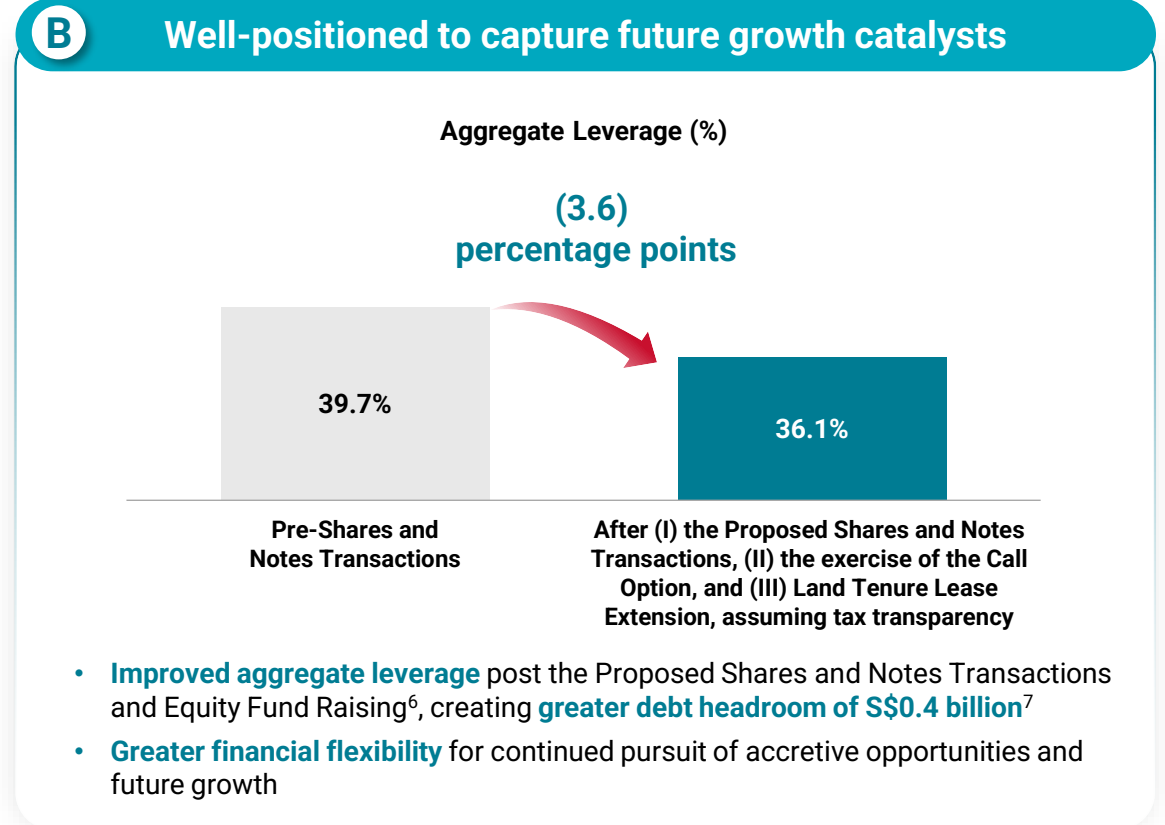 B
Well-positioned to capture future growth catalysts
Aggregate Leverage (%)
(3.6)
percentage points
39.7%
36.1%
Pre-Shares and
Notes Transactions
After (I) the Proposed Shares and Notes
Transactions, (II) the exercise of the Call
Option, and (III) Land Tenure Lease
Extension, assuming tax transparency
• Improved aggregate leverage post the Proposed Shares and Notes Transactions
and Equity Fund Raising⁶, creating greater debt headroom of S$0.4 billion⁷
• Greater financial flexibility for continued pursuit of accretive opportunities and
future growth